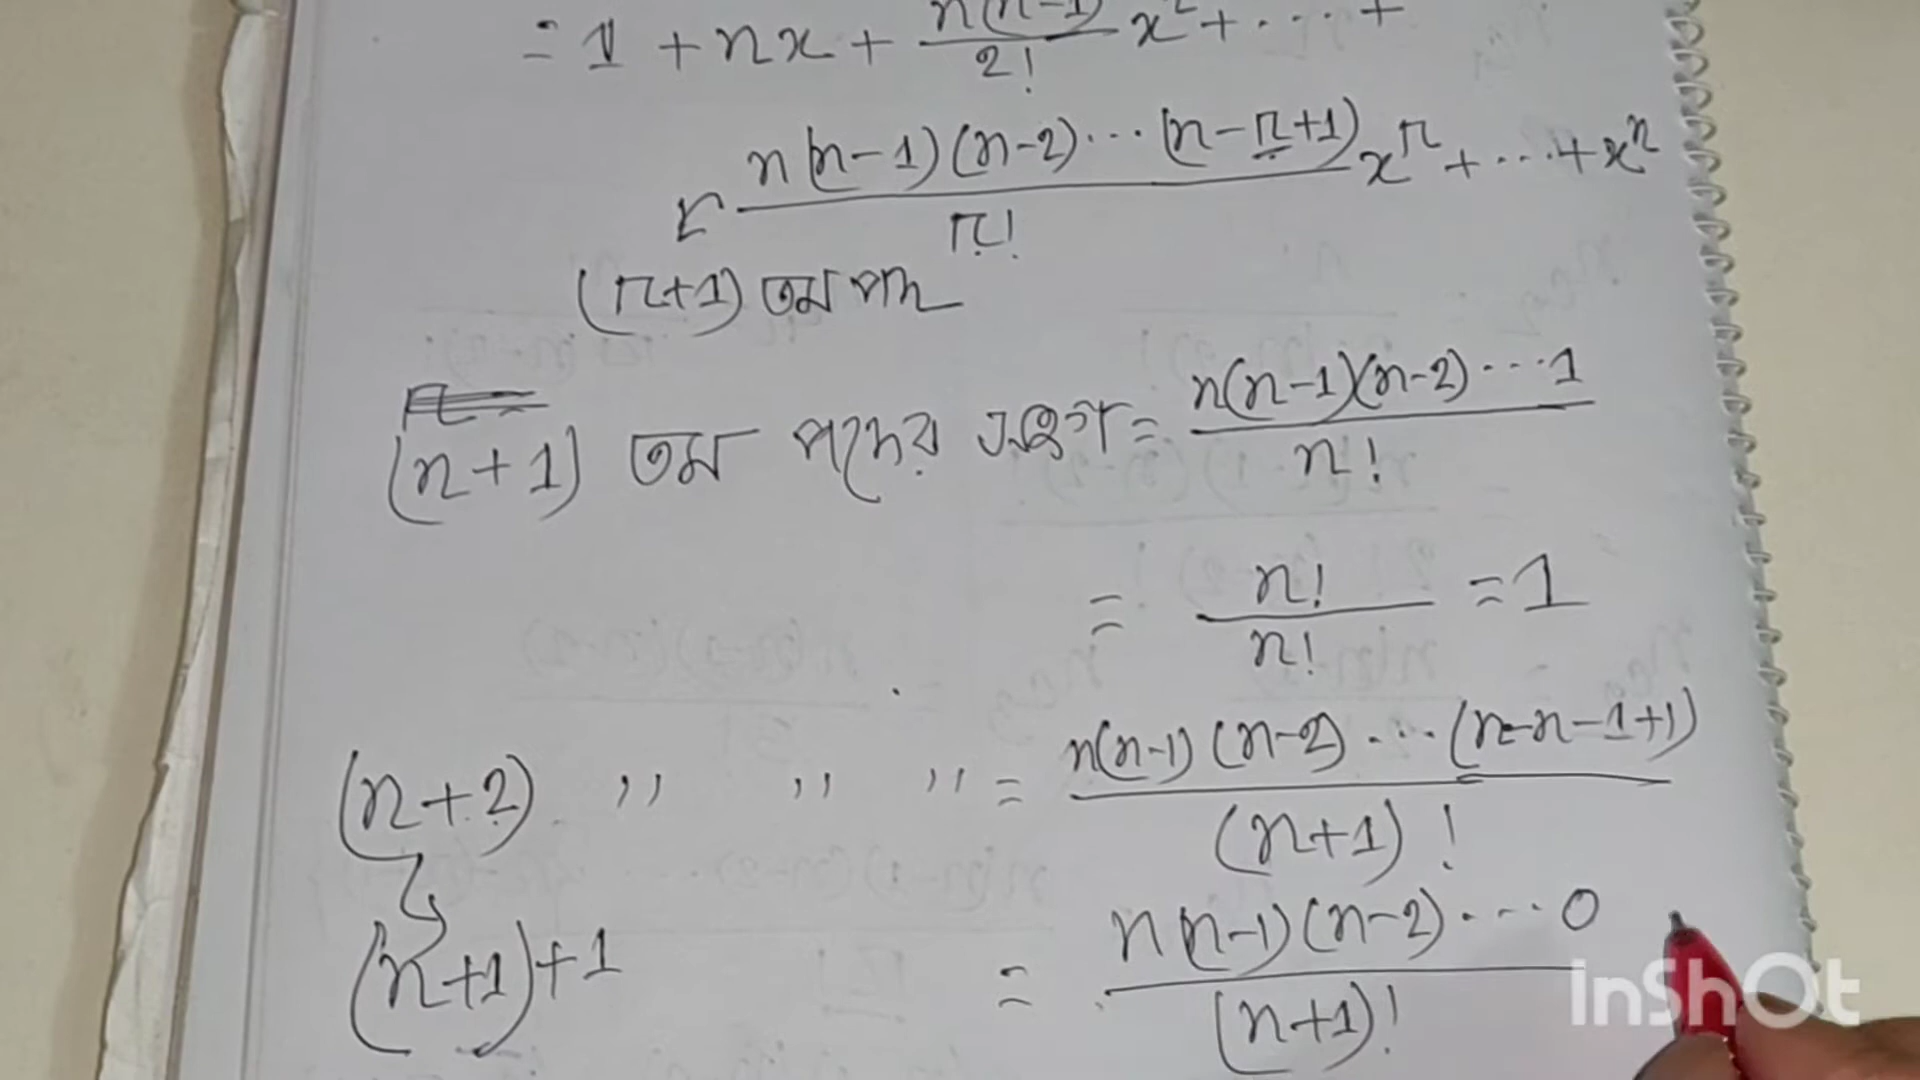 = 1 + nx + n(n-1)/2! x² + ... +
n(n-1)(n-2)...(n-r+1)/r! x^r + ... + x^n
(r+1) তম পদ
(n+1) তম পদের সহগ = n(n-1)(n-2)...1/n!
= n!/n! = 1
(n+2) ,, ,, ,, = n(n-1)(n-2)...(n-n-1+1)/(n+1)!
(n+1)+1 = n(n-1)(n-2)...0/(n+1)!
InShOt